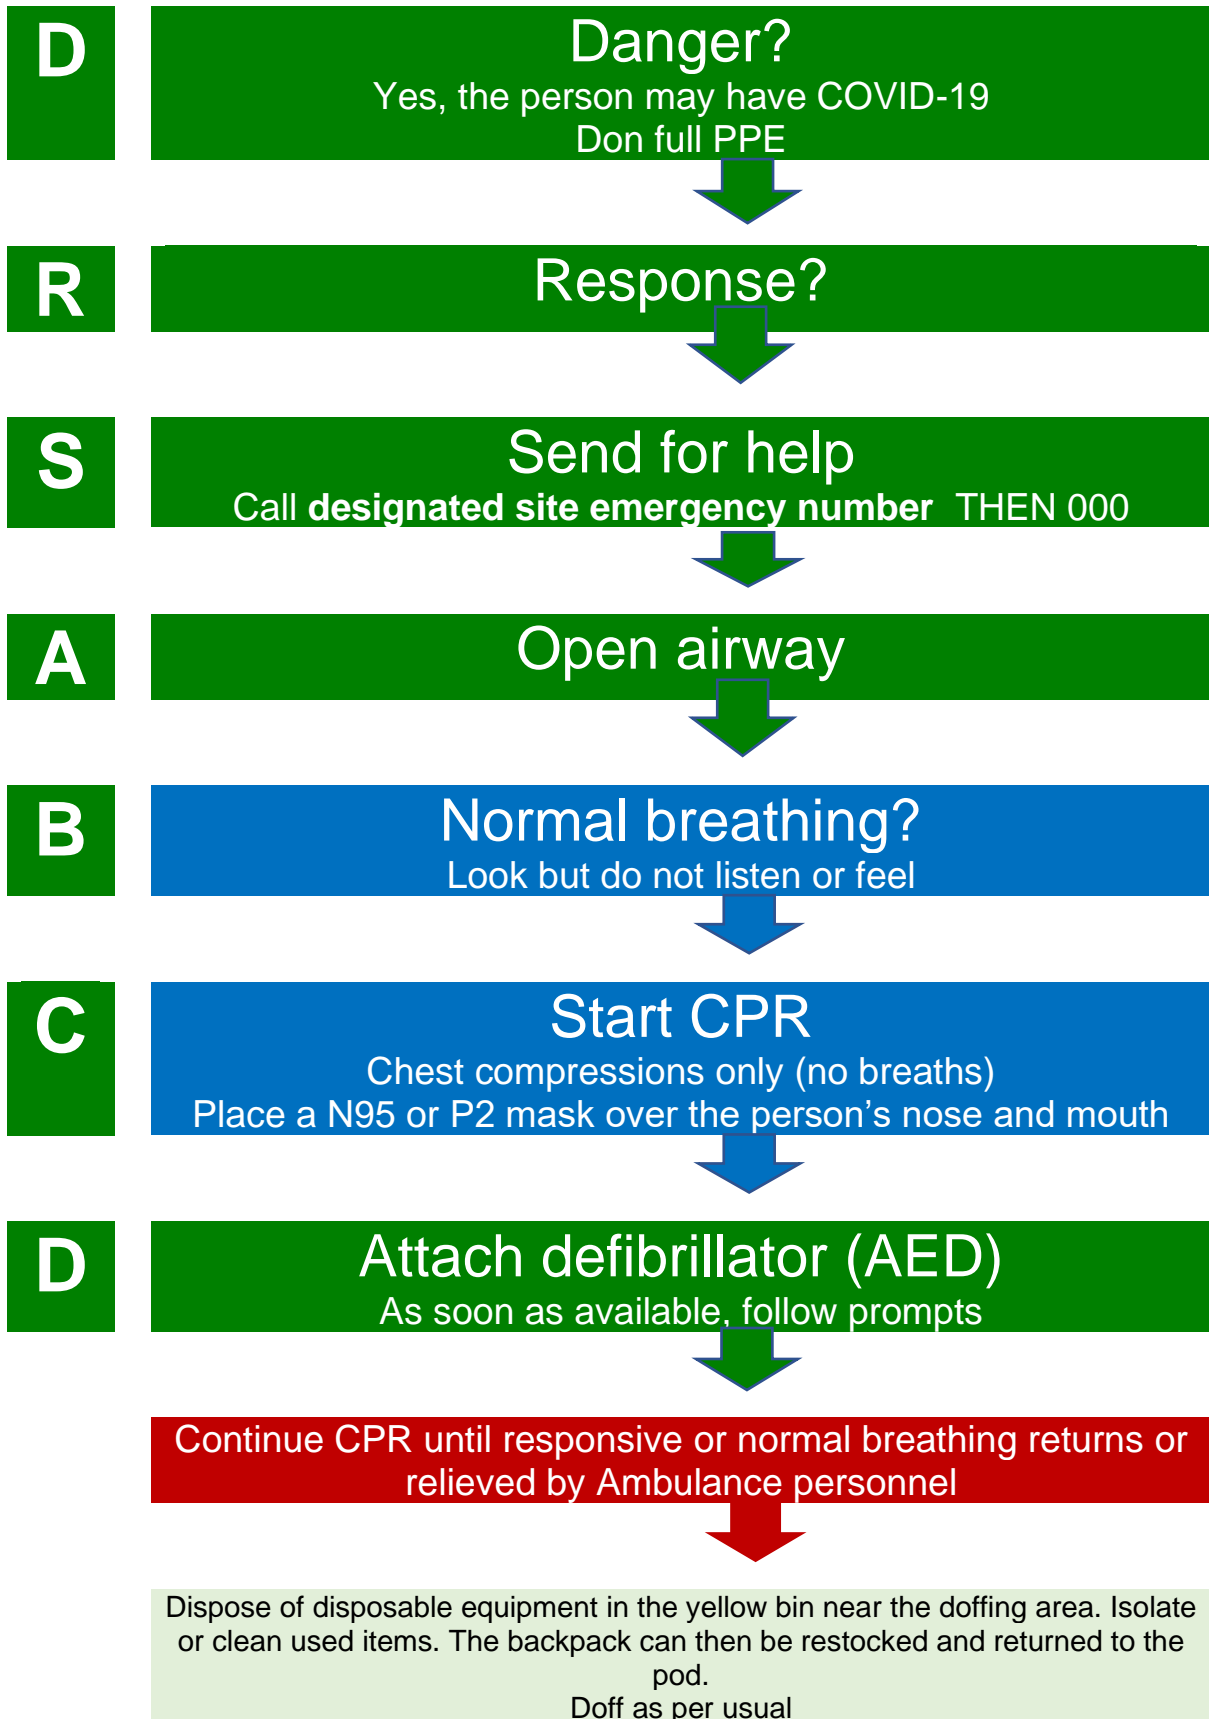 D
Danger?
Yes, the person may have COVID-19
Don full PPE
R
Response?
S
Send for help
Call designated site emergency number THEN 000
A
Open airway
B
Normal breathing?
Look but do not listen or feel
C
Start CPR
Chest compressions only (no breaths)
Place a N95 or P2 mask over the person's nose and mouth
D
Attach defibrillator (AED)
As soon as available, follow prompts
Continue CPR until responsive or normal breathing returns or
relieved by Ambulance personnel
Dispose of disposable equipment in the yellow bin near the doffing area. Isolate
or clean used items. The backpack can then be restocked and returned to the
pod.
Doff as per usual